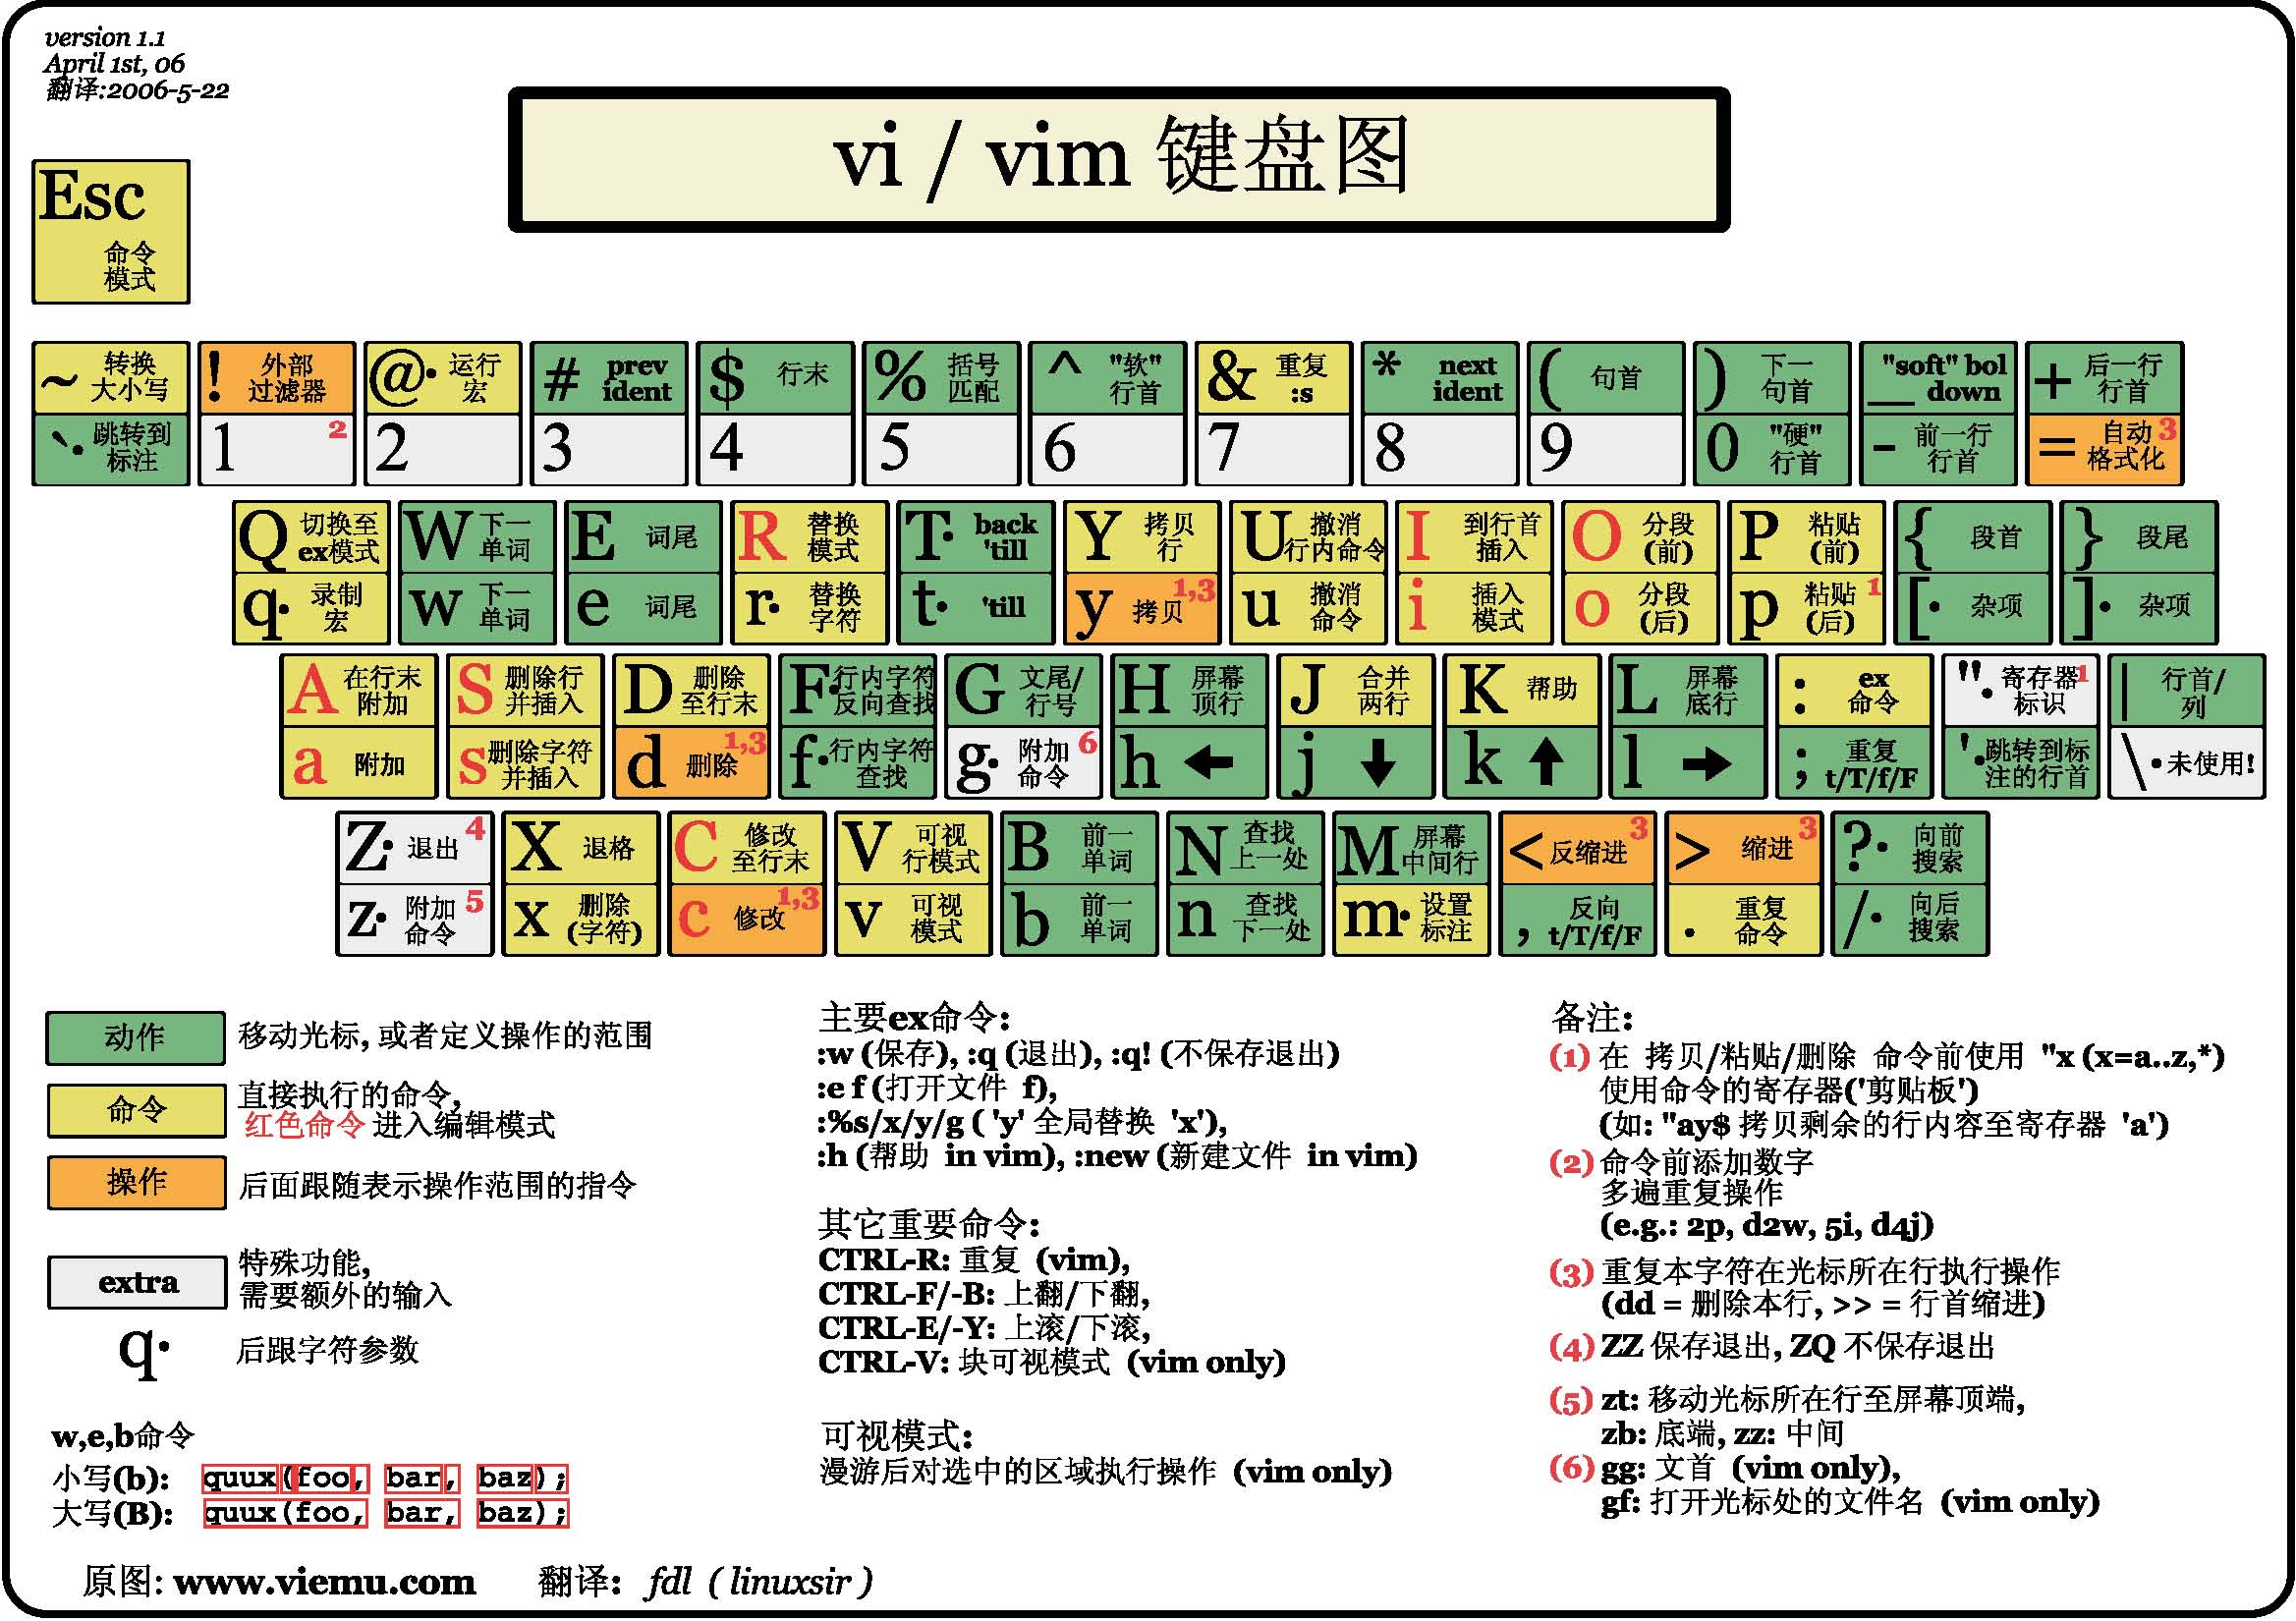 version 1.1
April 1st, 06
翻译:2006-5-22
vi / vim 键盘图
Esc
命令
模式
~ 转换
大小写
! 外部
过滤器
@· 运行
宏
# prev
ident
$ 行末
% 括号
匹配
^ "软"
行首
& 重复
:s
* next
ident
( 句首
) 下一
句首
"soft" bol
__ down
+ 后一行
行首
`· 跳转到
标注
1 2
2
3
4
5
6
7
8
9
0 "硬"
行首
- 前一行
行首
= 自动 3
格式化
Q 切换至
ex模式
W 下一
单词
E 词尾
R 替换
模式
T· back
'till
Y 拷贝
行
U 撤消
行内命令
I 到行首
插入
O 分段
(前)
P 粘贴
(前)
{ 段首
} 段尾
q· 录制
宏
w 下一
单词
e 词尾
r· 替换
字符
t· 'till
y 拷贝 1,3
u 撤消
命令
i 插入
模式
o 分段
(后)
p 粘贴 1
(后)
[· 杂项
]· 杂项
A 在行末
附加
S 删除行
并插入
D 删除
至行末
F· 行内字符
反向查找
G 文尾/
行号
H 屏幕
顶行
J 合并
两行
K 帮助
L 屏幕
底行
: ex
命令
"· 寄存器 1
标识
| 行首/
列
a 附加
s 删除字符
并插入
d 删除 1,3
f· 行内字符
查找
g· 附加 6
命令
h ←
j ↓
k ↑
l →
; 重复
t/T/f/F
'· 跳转到标
注的行首
\· 未使用!
Z· 退出 4
X 退格
C 修改
至行末
V 可视
行模式
B 前一
单词
N 查找
上一处
M 屏幕
中间行
< 反缩进 3
> 缩进 3
?· 向前
搜索
z· 附加 5
命令
x 删除
(字符)
c 修改 1,3
v 可视
模式
b 前一
单词
n 查找
下一处
m· 设置
标注
, 反向
t/T/f/F
. 重复
命令
/· 向后
搜索
动作 移动光标, 或者定义操作的范围
命令 直接执行的命令,
红色命令 进入编辑模式
操作 后面跟随表示操作范围的指令
extra 特殊功能,
需要额外的输入
q· 后跟字符参数
w,e,b命令
小写(b): quux(foo, bar, baz);
大写(B): quux(foo, bar, baz);
主要ex命令:
:w (保存), :q (退出), :q! (不保存退出)
:e f (打开文件 f),
:%s/x/y/g ( 'y' 全局替换 'x'),
:h (帮助 in vim), :new (新建文件 in vim)
其它重要命令:
CTRL-R: 重复 (vim),
CTRL-F/-B: 上翻/下翻,
CTRL-E/-Y: 上滚/下滚,
CTRL-V: 块可视模式 (vim only)
可视模式:
漫游后对选中的区域执行操作 (vim only)
备注:
(1) 在 拷贝/粘贴/删除 命令前使用 "x (x=a..z,*)
使用命令的寄存器('剪贴板')
(如: "ay$ 拷贝剩余的行内容至寄存器 'a')
(2) 命令前添加数字
多遍重复操作
(e.g.: 2p, d2w, 5i, d4j)
(3) 重复本字符在光标所在行执行操作
(dd = 删除本行, >> = 行首缩进)
(4) ZZ 保存退出, ZQ 不保存退出
(5) zt: 移动光标所在行至屏幕顶端,
zb: 底端, zz: 中间
(6) gg: 文首 (vim only),
gf: 打开光标处的文件名 (vim only)
原图: www.viemu.com 翻译: fdl ( linuxsir )